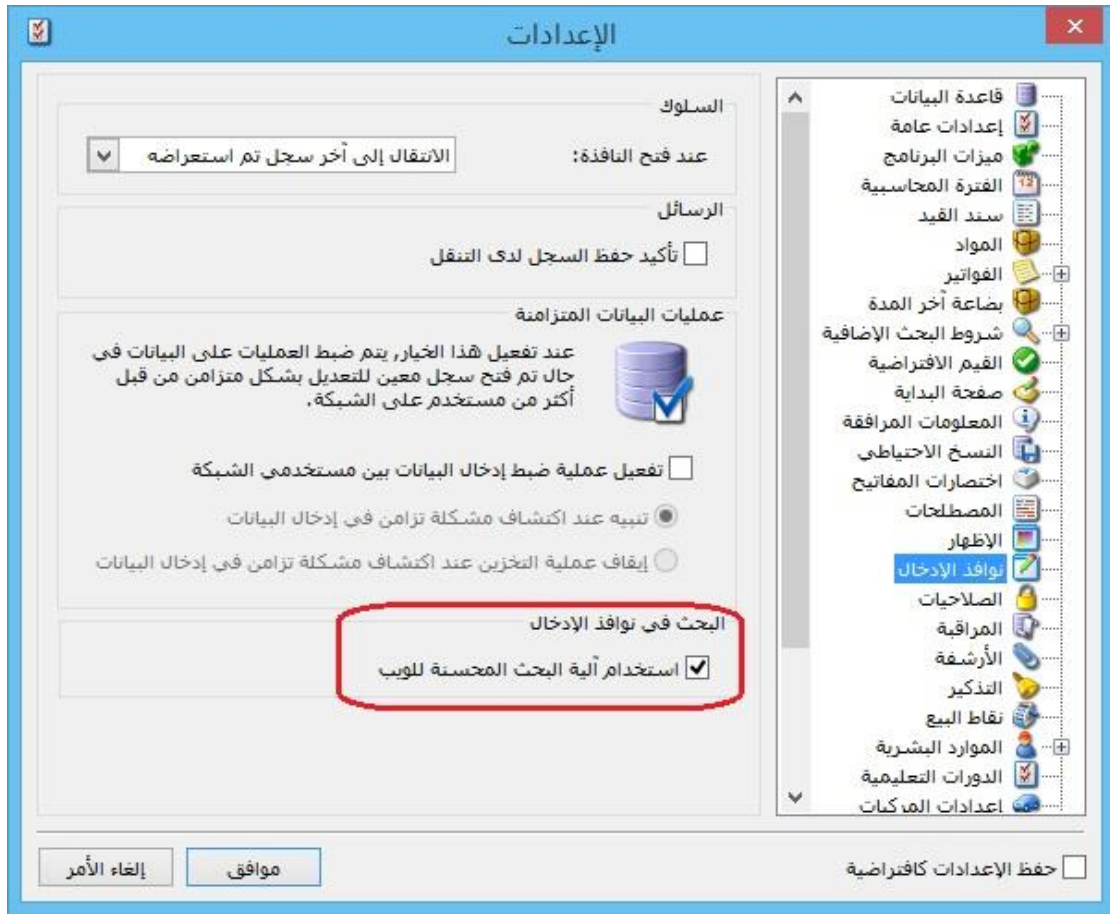 الإعدادات
قاعدة البيانات
إعدادات عامة
ميزات البرنامج
الفترة المحاسبية
سند القيد
المواد
الفواتير
بضاعة آخر المدة
شروط البحث الإضافية
القيم الافتراضية
صفحة البداية
المعلومات المرافقة
النسخ الاحتياطي
اختصارات المفاتيح
المصطلحات
الإظهار
نوافذ الإدخال
الصلاحيات
المراقبة
الأرشفة
التذكير
نقاط البيع
الموارد البشرية
الدورات التعليمية
إعدادات المركبات
السلوك
عند فتح النافذة: الانتقال إلى آخر سجل تم استعراضه
الرسائل
تأكيد حفظ السجل لدى التنقل
عمليات البيانات المتزامنة
عند تفعيل هذا الخيار, يتم ضبط العمليات على البيانات في
حال تم فتح سجل معين للتعديل بشكل متزامن من قبل
أكثر من مستخدم على الشبكة.
تفعيل عملية ضبط إدخال البيانات بين مستخدمي الشبكة
تنبيه عند اكتشاف مشكلة تزامن في إدخال البيانات
إيقاف عملية التخزين عند اكتشاف مشكلة تزامن في إدخال البيانات
البحث في نوافذ الإدخال
استخدام آلية البحث المحسنة للويب
حفظ الإعدادات كافتراضية
موافق
إلغاء الأمر